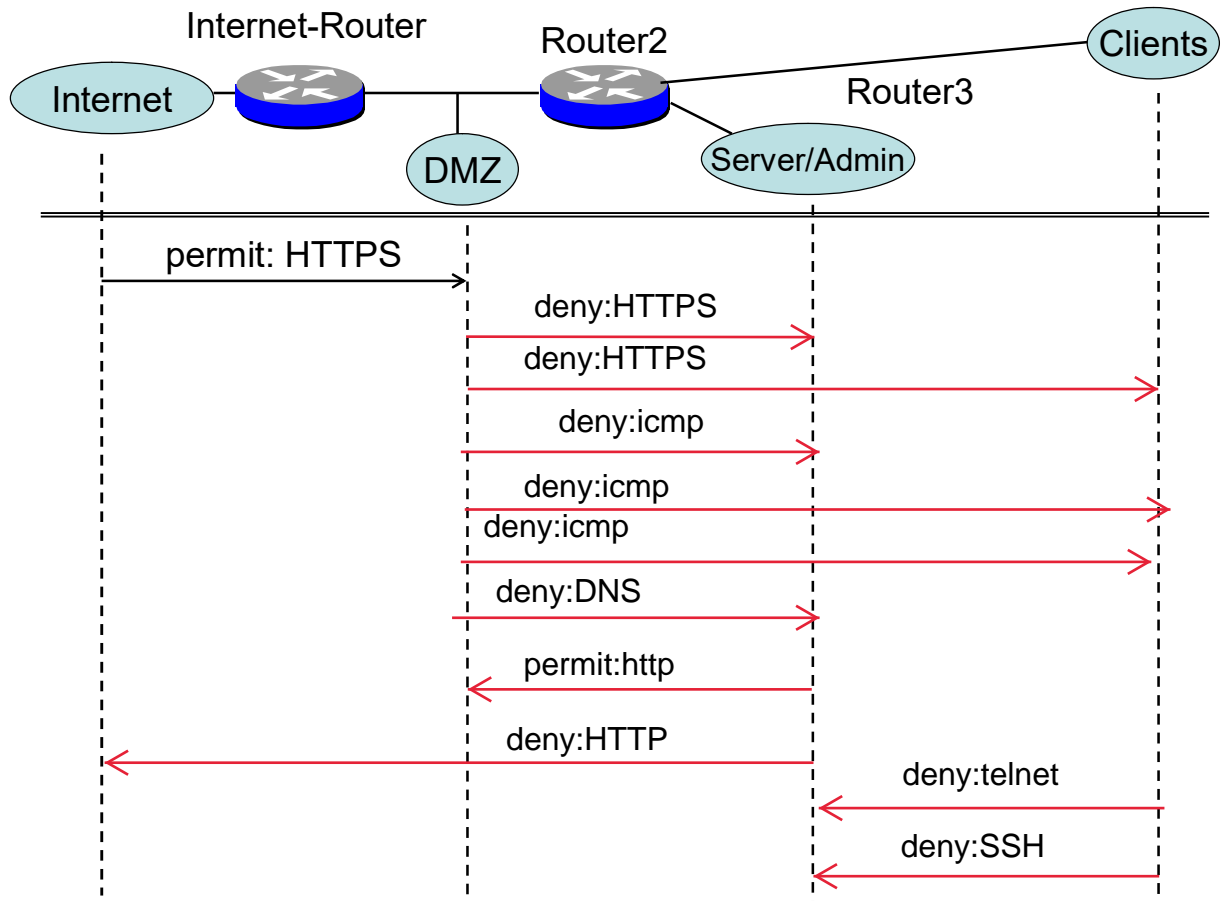 Internet-Router
Router2
Clients
Internet
Router3
DMZ
Server/Admin
permit: HTTPS
deny:HTTPS
deny:HTTPS
deny:icmp
deny:icmp
deny:icmp
deny:DNS
permit:http
deny:HTTP
deny:telnet
deny:SSH